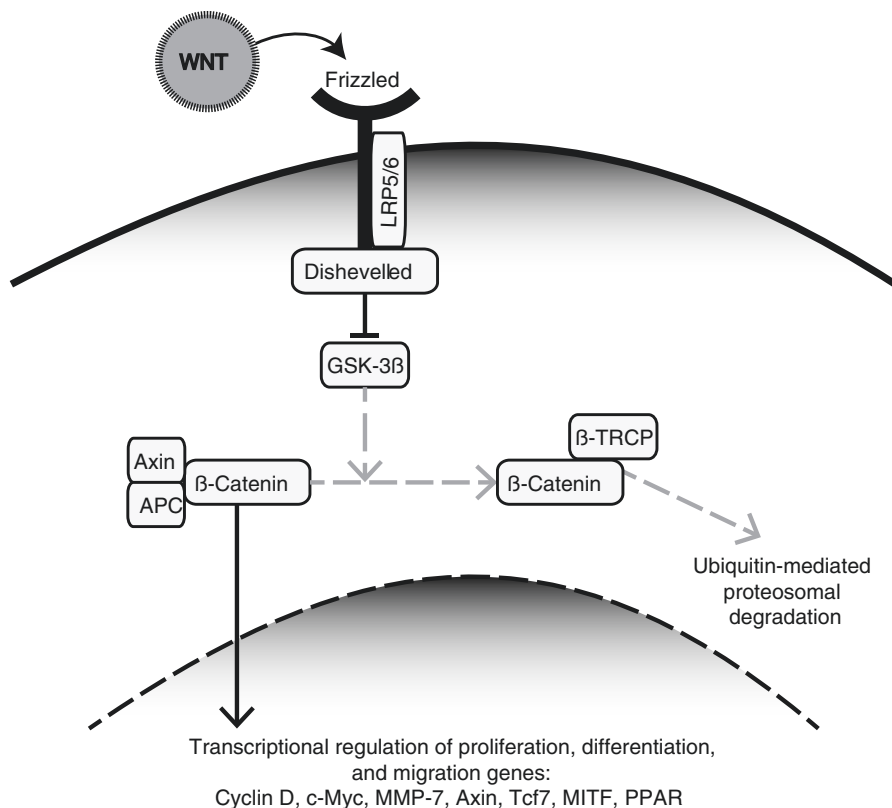 WNT
Frizzled
LRP5/6
Dishevelled
GSK-3ß
ß-TRCP
Axin
ß-Catenin
APC
ß-Catenin
Ubiquitin-mediated
proteosomal
degradation
Transcriptional regulation of proliferation, differentiation,
and migration genes:
Cyclin D, c-Myc, MMP-7, Axin, Tcf7, MITF, PPAR